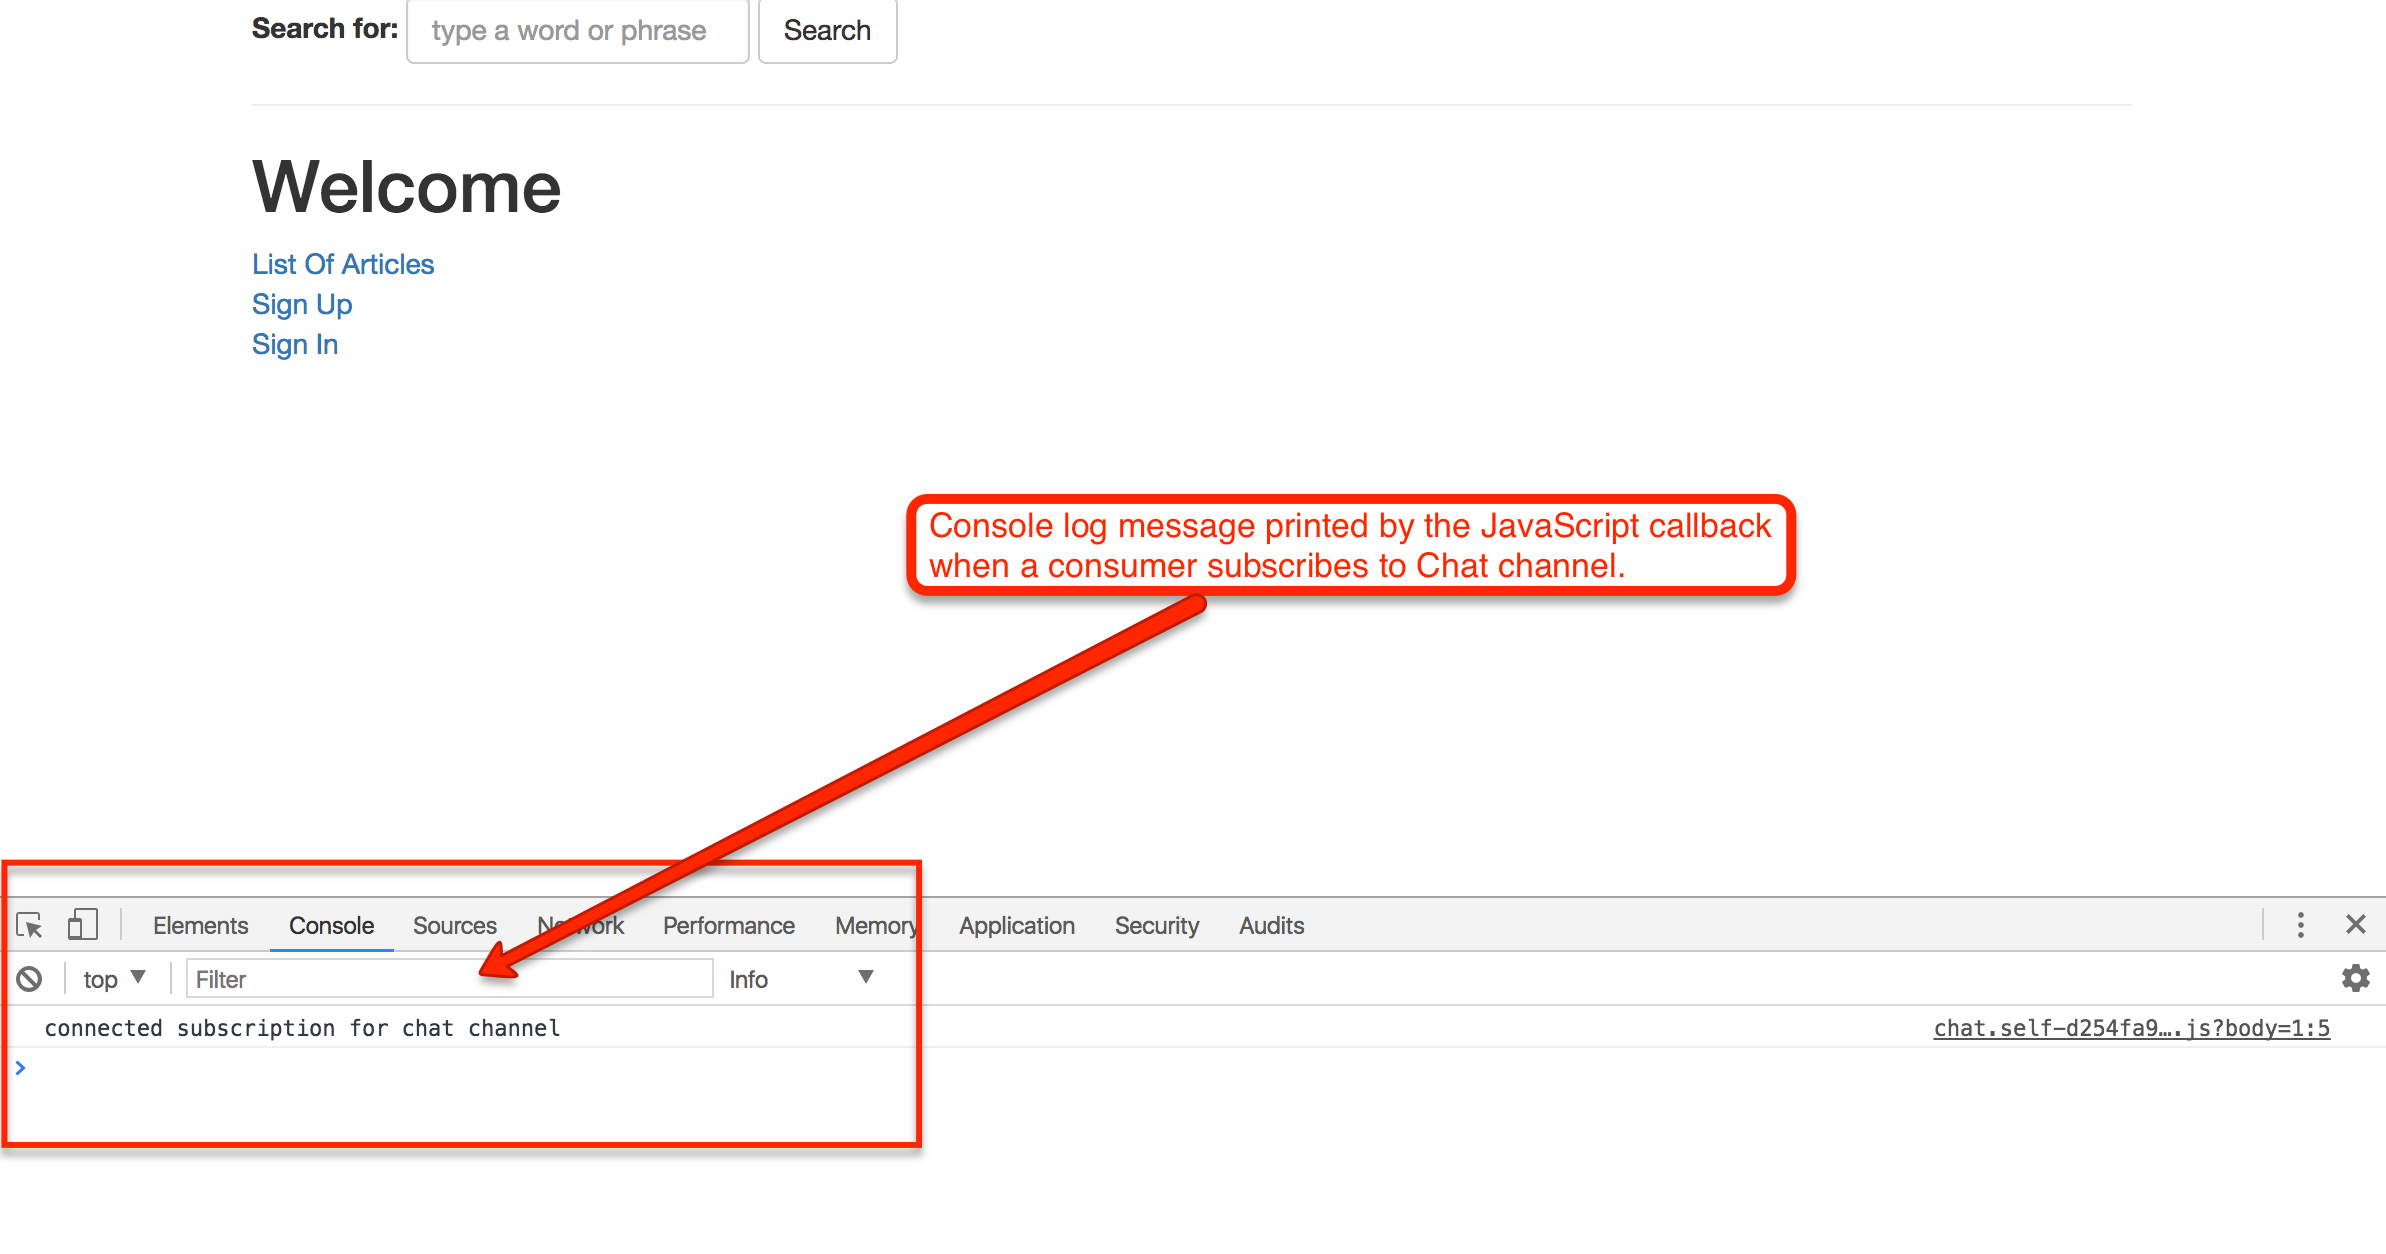 Search for: type a word or phrase Search
Welcome
List Of Articles
Sign Up
Sign In
Console log message printed by the JavaScript callback
when a consumer subscribes to Chat channel.
Elements Console Sources Network Performance Memory Application Security Audits
top Filter Info
connected subscription for chat channel chat.self-d254fa9….js?body=1:5